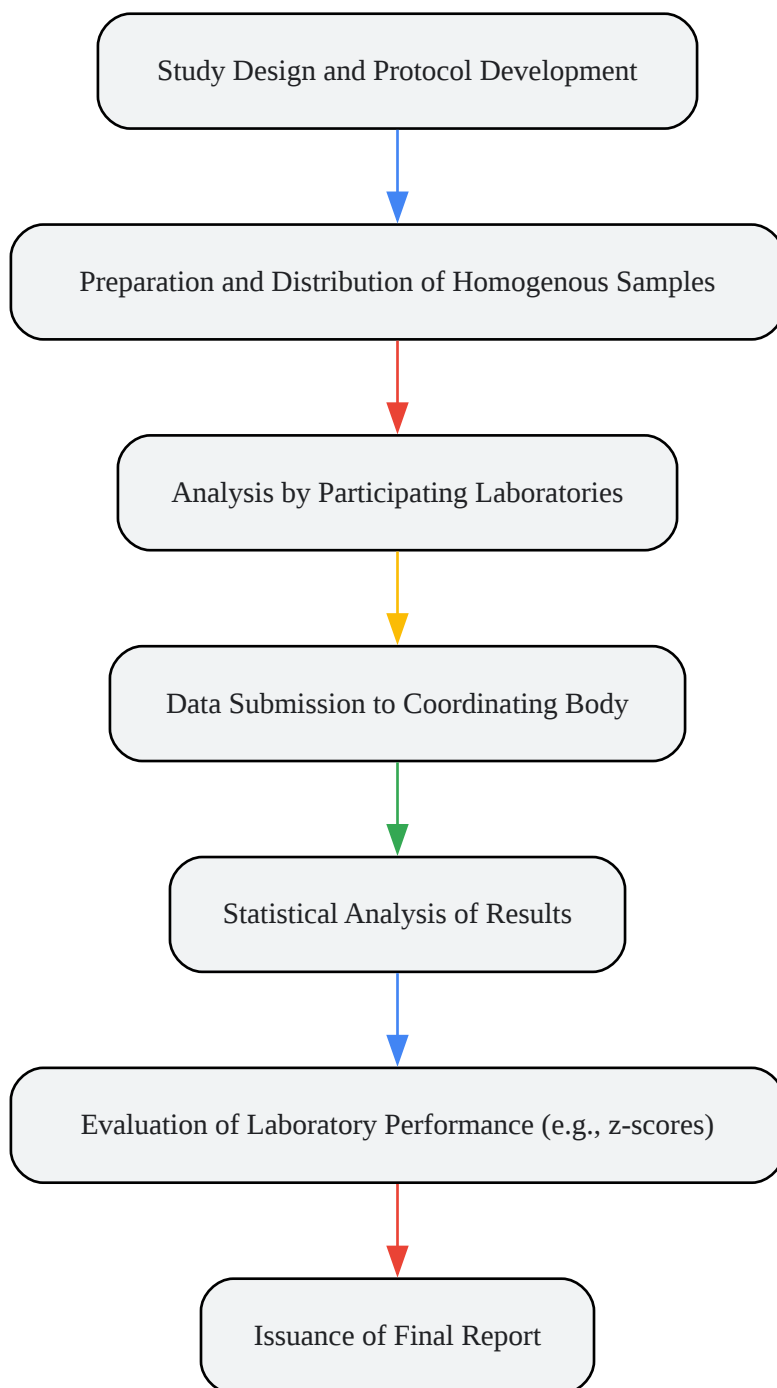 Study Design and Protocol Development
Preparation and Distribution of Homogenous Samples
Analysis by Participating Laboratories
Data Submission to Coordinating Body
Statistical Analysis of Results
Evaluation of Laboratory Performance (e.g., z-scores)
Issuance of Final Report